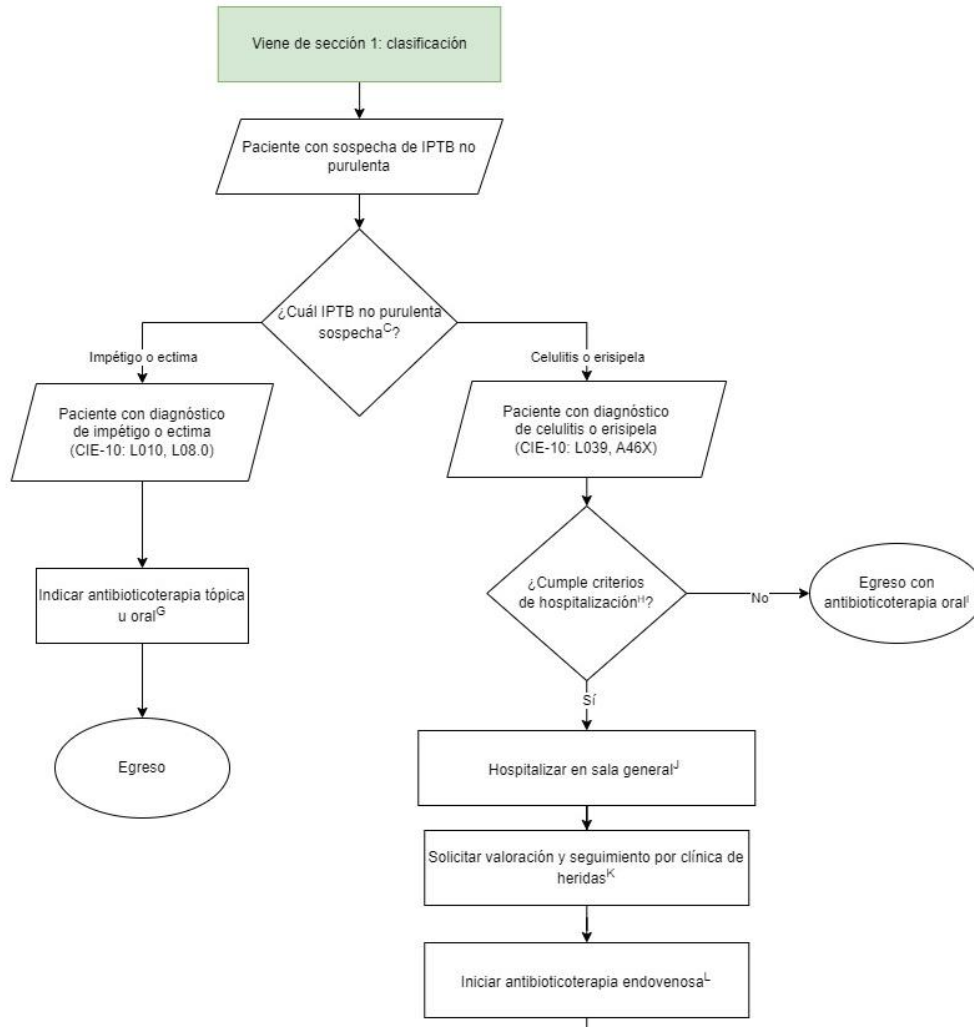 Viene de sección 1: clasificación
Paciente con sospecha de IPTB no
purulenta
¿Cuál IPTB no purulenta
sospechaC?
Impétigo o ectima
Celulitis o erisipela
Paciente con diagnóstico
de impétigo o ectima
(CIE-10: L010, L08.0)
Paciente con diagnóstico
de celulitis o erisipela
(CIE-10: L039, A46X)
Indicar antibioticoterapia tópica
u oralG
¿Cumple criterios
de hospitalizaciónH?
No
Egreso con
antibioticoterapia oralI
Sí
Egreso
Hospitalizar en sala generalJ
Solicitar valoración y seguimiento por clínica de
heridasK
Iniciar antibioticoterapia endovenosaL